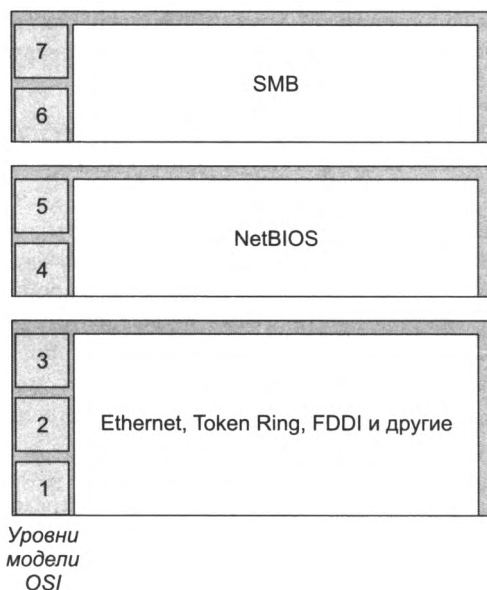 7
SMB
6
5
NetBIOS
4
3
2
Ethernet, Token Ring, FDDI и другие
1
Уровни
модели
OSI